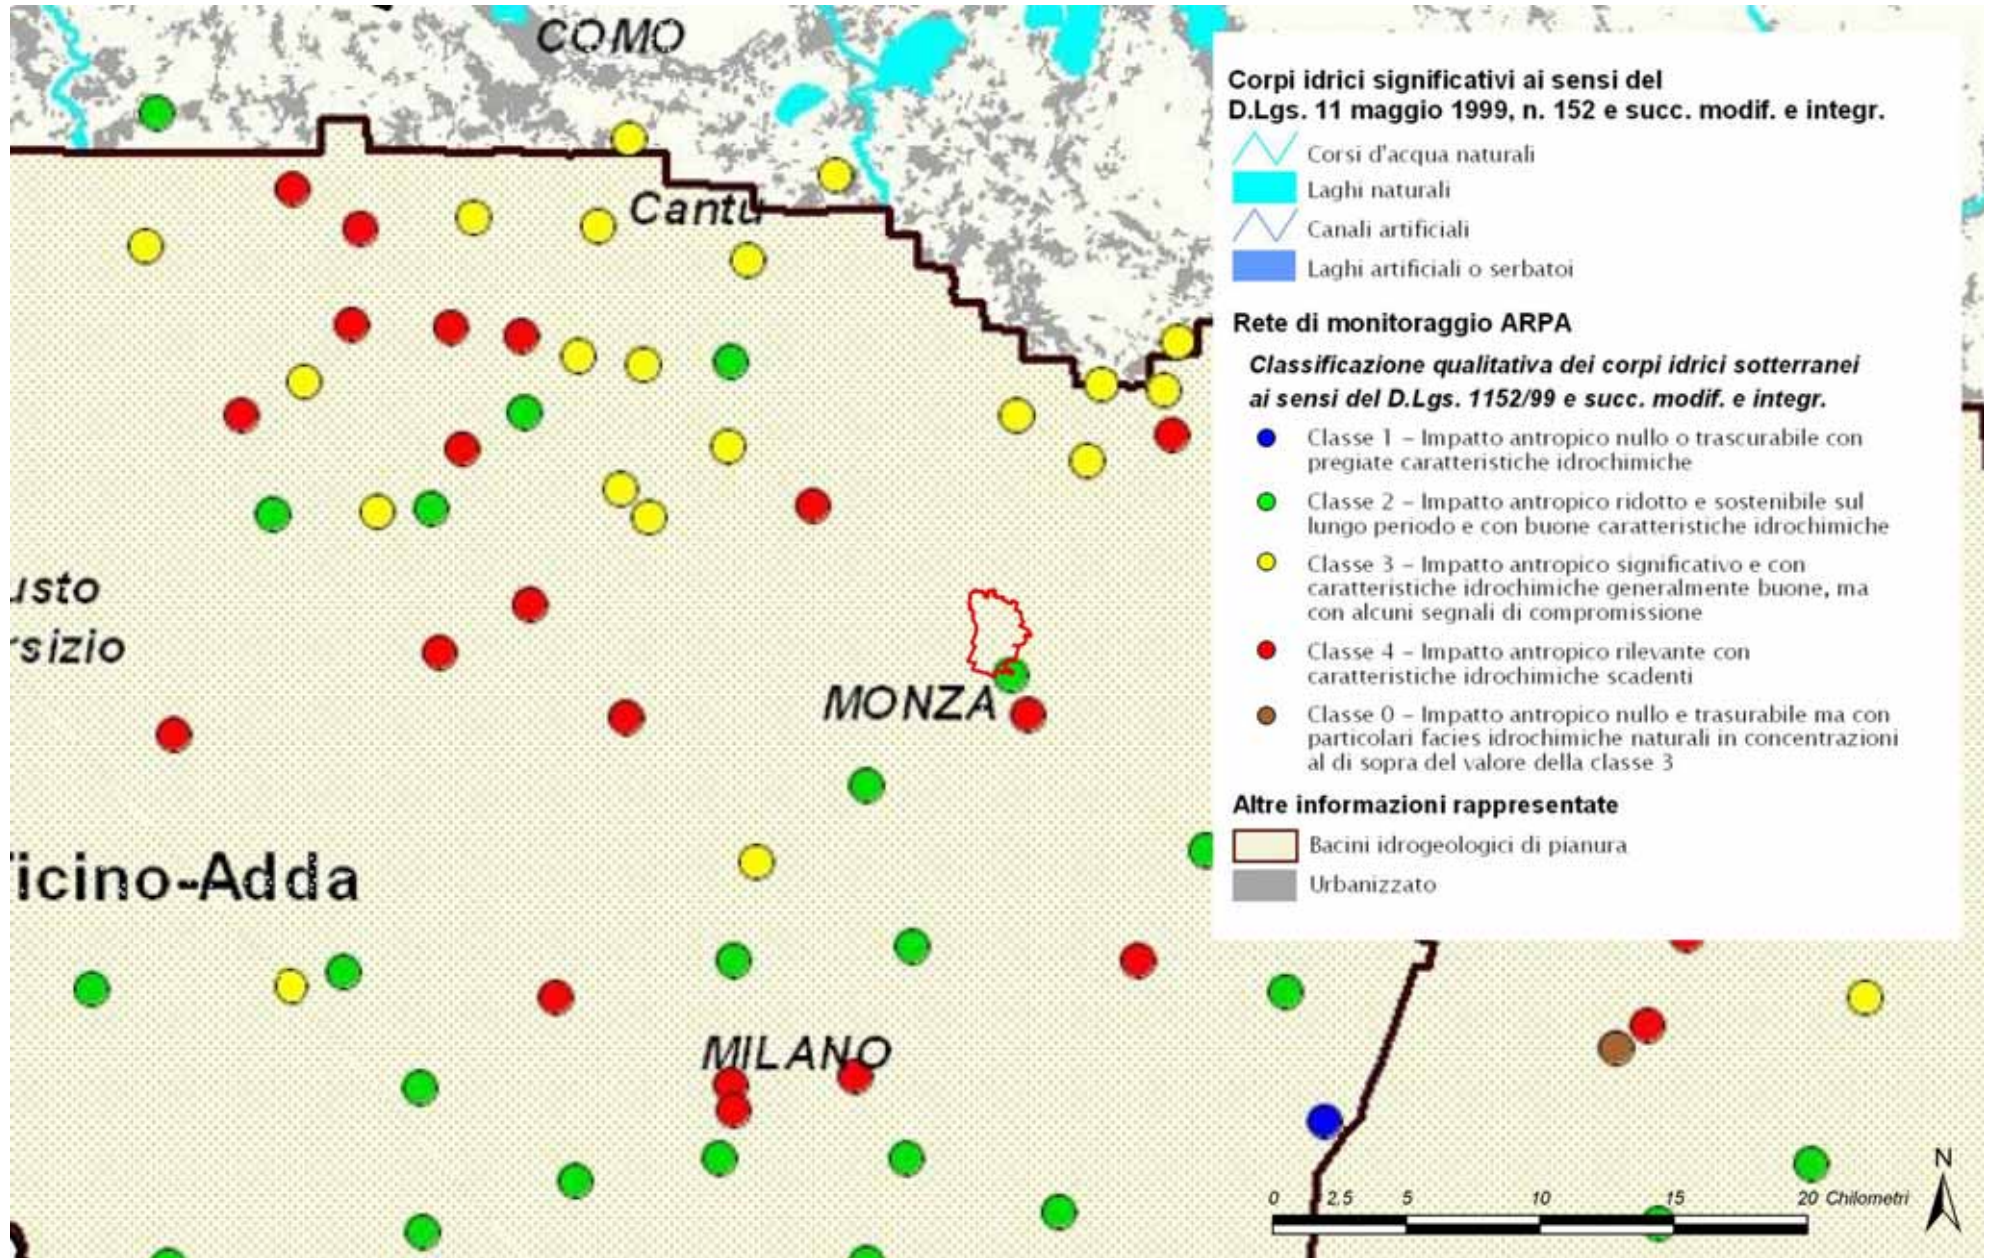 COMO
Cantù
usto
rsizio
MONZA
icino-Adda
MILANO
Corpi idrici significativi ai sensi del
D.Lgs. 11 maggio 1999, n. 152 e succ. modif. e integr.
Corsi d'acqua naturali
Laghi naturali
Canali artificiali
Laghi artificiali o serbatoi
Rete di monitoraggio ARPA
Classificazione qualitativa dei corpi idrici sotterranei
ai sensi del D.Lgs. 1152/99 e succ. modif. e integr.
Classe 1 – Impatto antropico nullo o trascurabile con
pregiate caratteristiche idrochimiche
Classe 2 – Impatto antropico ridotto e sostenibile sul
lungo periodo e con buone caratteristiche idrochimiche
Classe 3 – Impatto antropico significativo e con
caratteristiche idrochimiche generalmente buone, ma
con alcuni segnali di compromissione
Classe 4 – Impatto antropico rilevante con
caratteristiche idrochimiche scadenti
Classe 0 – Impatto antropico nullo e trasurabile ma con
particolari facies idrochimiche naturali in concentrazioni
al di sopra del valore della classe 3
Altre informazioni rappresentate
Bacini idrogeologici di pianura
Urbanizzato
N
0 2,5 5 10 15 20 Chilometri